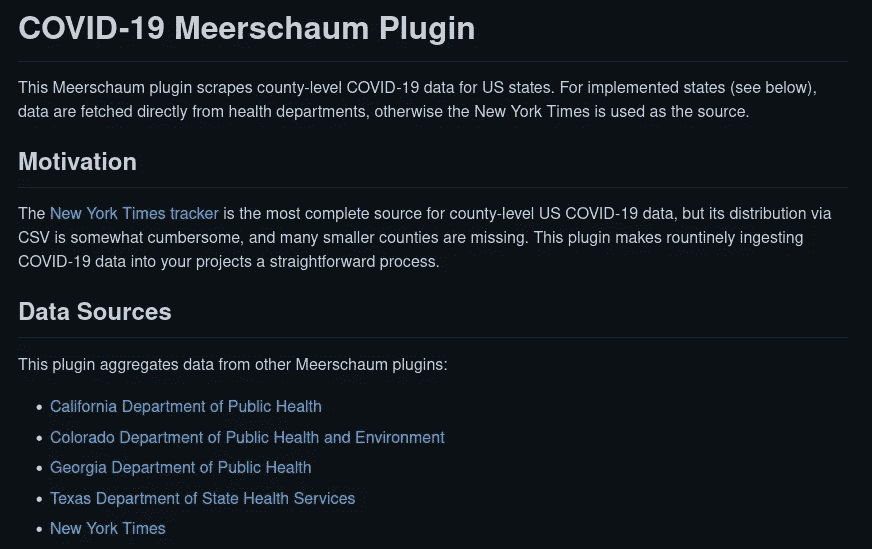 COVID-19 Meerschaum Plugin
This Meerschaum plugin scrapes county-level COVID-19 data for US states. For implemented states (see below),
data are fetched directly from health departments, otherwise the New York Times is used as the source.
Motivation
The New York Times tracker is the most complete source for county-level US COVID-19 data, but its distribution via
CSV is somewhat cumbersome, and many smaller counties are missing. This plugin makes rountinely ingesting
COVID-19 data into your projects a straightforward process.
Data Sources
This plugin aggregates data from other Meerschaum plugins:
• California Department of Public Health
• Colorado Department of Public Health and Environment
• Georgia Department of Public Health
• Texas Department of State Health Services
• New York Times